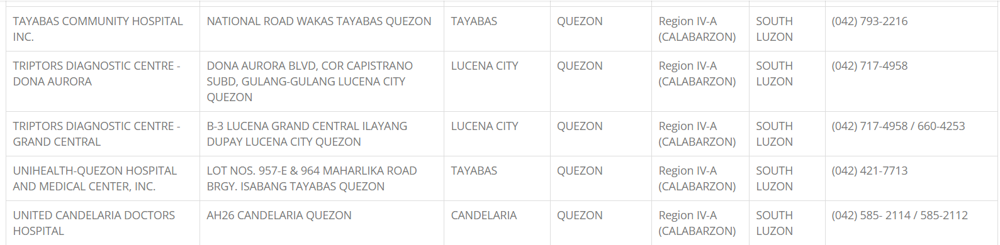 TAYABAS COMMUNITY HOSPITAL INC.
NATIONAL ROAD WAKAS TAYABAS QUEZON
TAYABAS
QUEZON
Region IV-A
(CALABARZON)
SOUTH
LUZON
(042) 793-2216
TRIPTORS DIAGNOSTIC CENTRE -
DONA AURORA
DONA AURORA BLVD, COR CAPISTRANO
SUBD, GULANG-GULANG LUCENA CITY
QUEZON
LUCENA CITY
QUEZON
Region IV-A
(CALABARZON)
SOUTH
LUZON
(042) 717-4958
TRIPTORS DIAGNOSTIC CENTRE -
GRAND CENTRAL
B-3 LUCENA GRAND CENTRAL ILAYANG
DUPAY LUCENA CITY QUEZON
LUCENA CITY
QUEZON
Region IV-A
(CALABARZON)
SOUTH
LUZON
(042) 717-4958 / 660-4253
UNIHEALTH-QUEZON HOSPITAL
AND MEDICAL CENTER, INC.
LOT NOS. 957-E & 964 MAHARLIKA ROAD
BRGY. ISABANG TAYABAS QUEZON
TAYABAS
QUEZON
Region IV-A
(CALABARZON)
SOUTH
LUZON
(042) 421-7713
UNITED CANDELARIA DOCTORS
HOSPITAL
AH26 CANDELARIA QUEZON
CANDELARIA
QUEZON
Region IV-A
(CALABARZON)
SOUTH
LUZON
(042) 585- 2114 / 585-2112